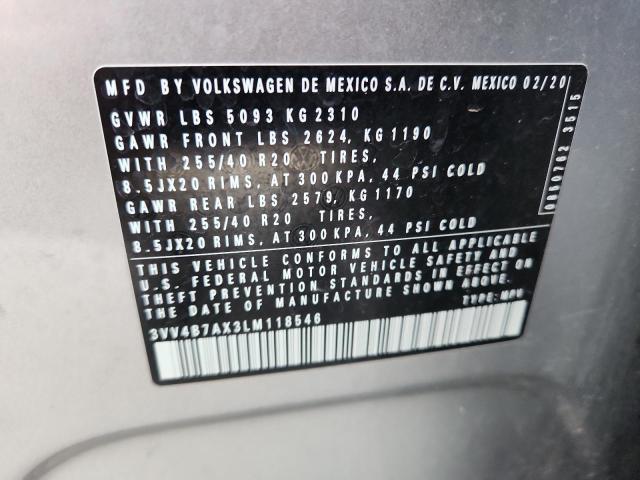 MFD BY VOLKSWAGEN DE MEXICO S.A. DE C.V. MEXICO 02/20
GVWR LBS 5093 KG 2310
GAWR FRONT LBS 2624, KG 1190
WITH 255/40 R20 TIRES,
8.5JX20 RIMS, AT 300 KPA, 44 PSI COLD
GAWR REAR LBS 2579, KG 1170
WITH 255/40 R20 TIRES,
8.5JX20 RIMS, AT 300 KPA, 44 PSI COLD
THIS VEHICLE CONFORMS TO ALL APPLICABLE
U.S. FEDERAL MOTOR VEHICLE SAFETY AND
THEFT PREVENTION STANDARDS IN EFFECT ON
THE DATE OF MANUFACTURE SHOWN ABOVE.
TYPE: MPV
3VV4B7AX3LM118546
3515